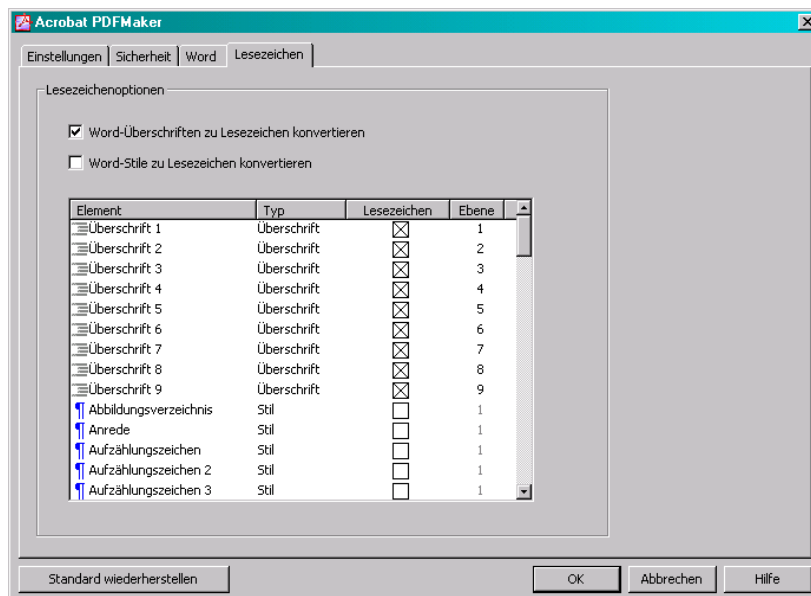 Acrobat PDFMaker
Einstellungen Sicherheit Word Lesezeichen
Lesezeichenoptionen
Word-Überschriften zu Lesezeichen konvertieren
Word-Stile zu Lesezeichen konvertieren
Element Typ Lesezeichen Ebene
Überschrift 1 Überschrift 1
Überschrift 2 Überschrift 2
Überschrift 3 Überschrift 3
Überschrift 4 Überschrift 4
Überschrift 5 Überschrift 5
Überschrift 6 Überschrift 6
Überschrift 7 Überschrift 7
Überschrift 8 Überschrift 8
Überschrift 9 Überschrift 9
¶ Abbildungsverzeichnis Stil 1
¶ Anrede Stil 1
¶ Aufzählungszeichen Stil 1
¶ Aufzählungszeichen 2 Stil 1
¶ Aufzählungszeichen 3 Stil 1
Standard wiederherstellen OK Abbrechen Hilfe